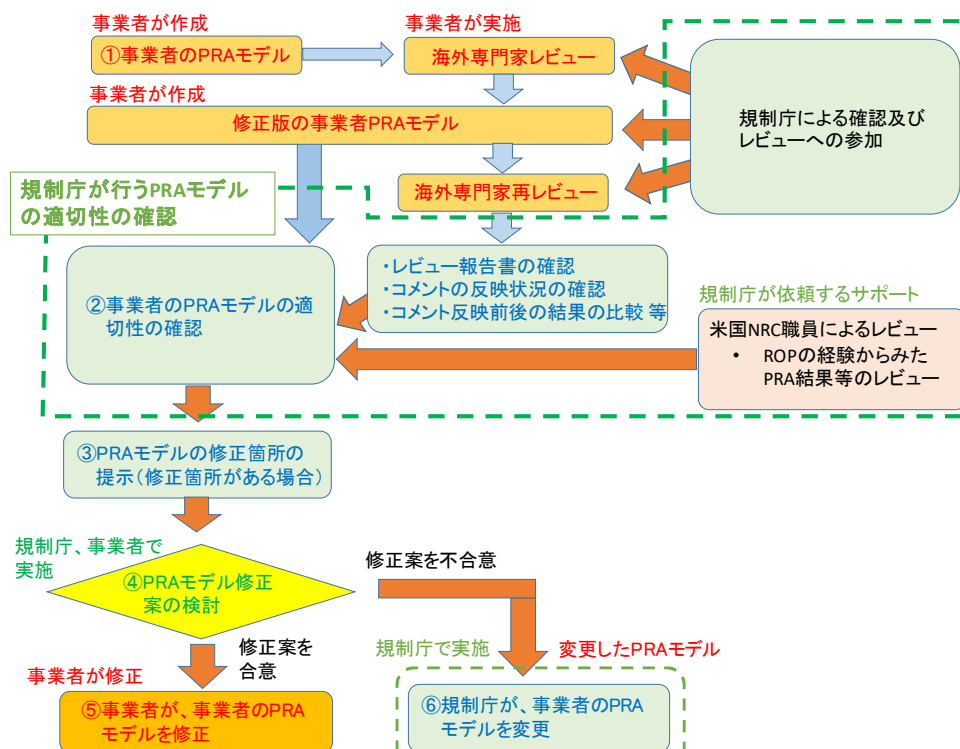 事業者が作成
①事業者のPRAモデル
事業者が実施
海外専門家レビュー
事業者が作成
修正版の事業者PRAモデル
規制庁による確認及び
レビューへの参加
海外専門家再レビュー
規制庁が行うPRAモデル
の適切性の確認
・レビュー報告書の確認
・コメントの反映状況の確認
・コメント反映前後の結果の比較 等
②事業者のPRAモデルの適
切性の確認
規制庁が依頼するサポート
米国NRC職員によるレビュー
• ROPの経験からみた
PRA結果等のレビュー
③PRAモデルの修正箇所の
提示(修正箇所がある場合)
規制庁、事業者で
実施
④PRAモデル修正
案の検討
修正案を不合意
修正案を
合意
規制庁で実施
変更したPRAモデル
事業者が修正
⑤事業者が、事業者のPRA
モデルを修正
⑥規制庁が、事業者のPRA
モデルを変更